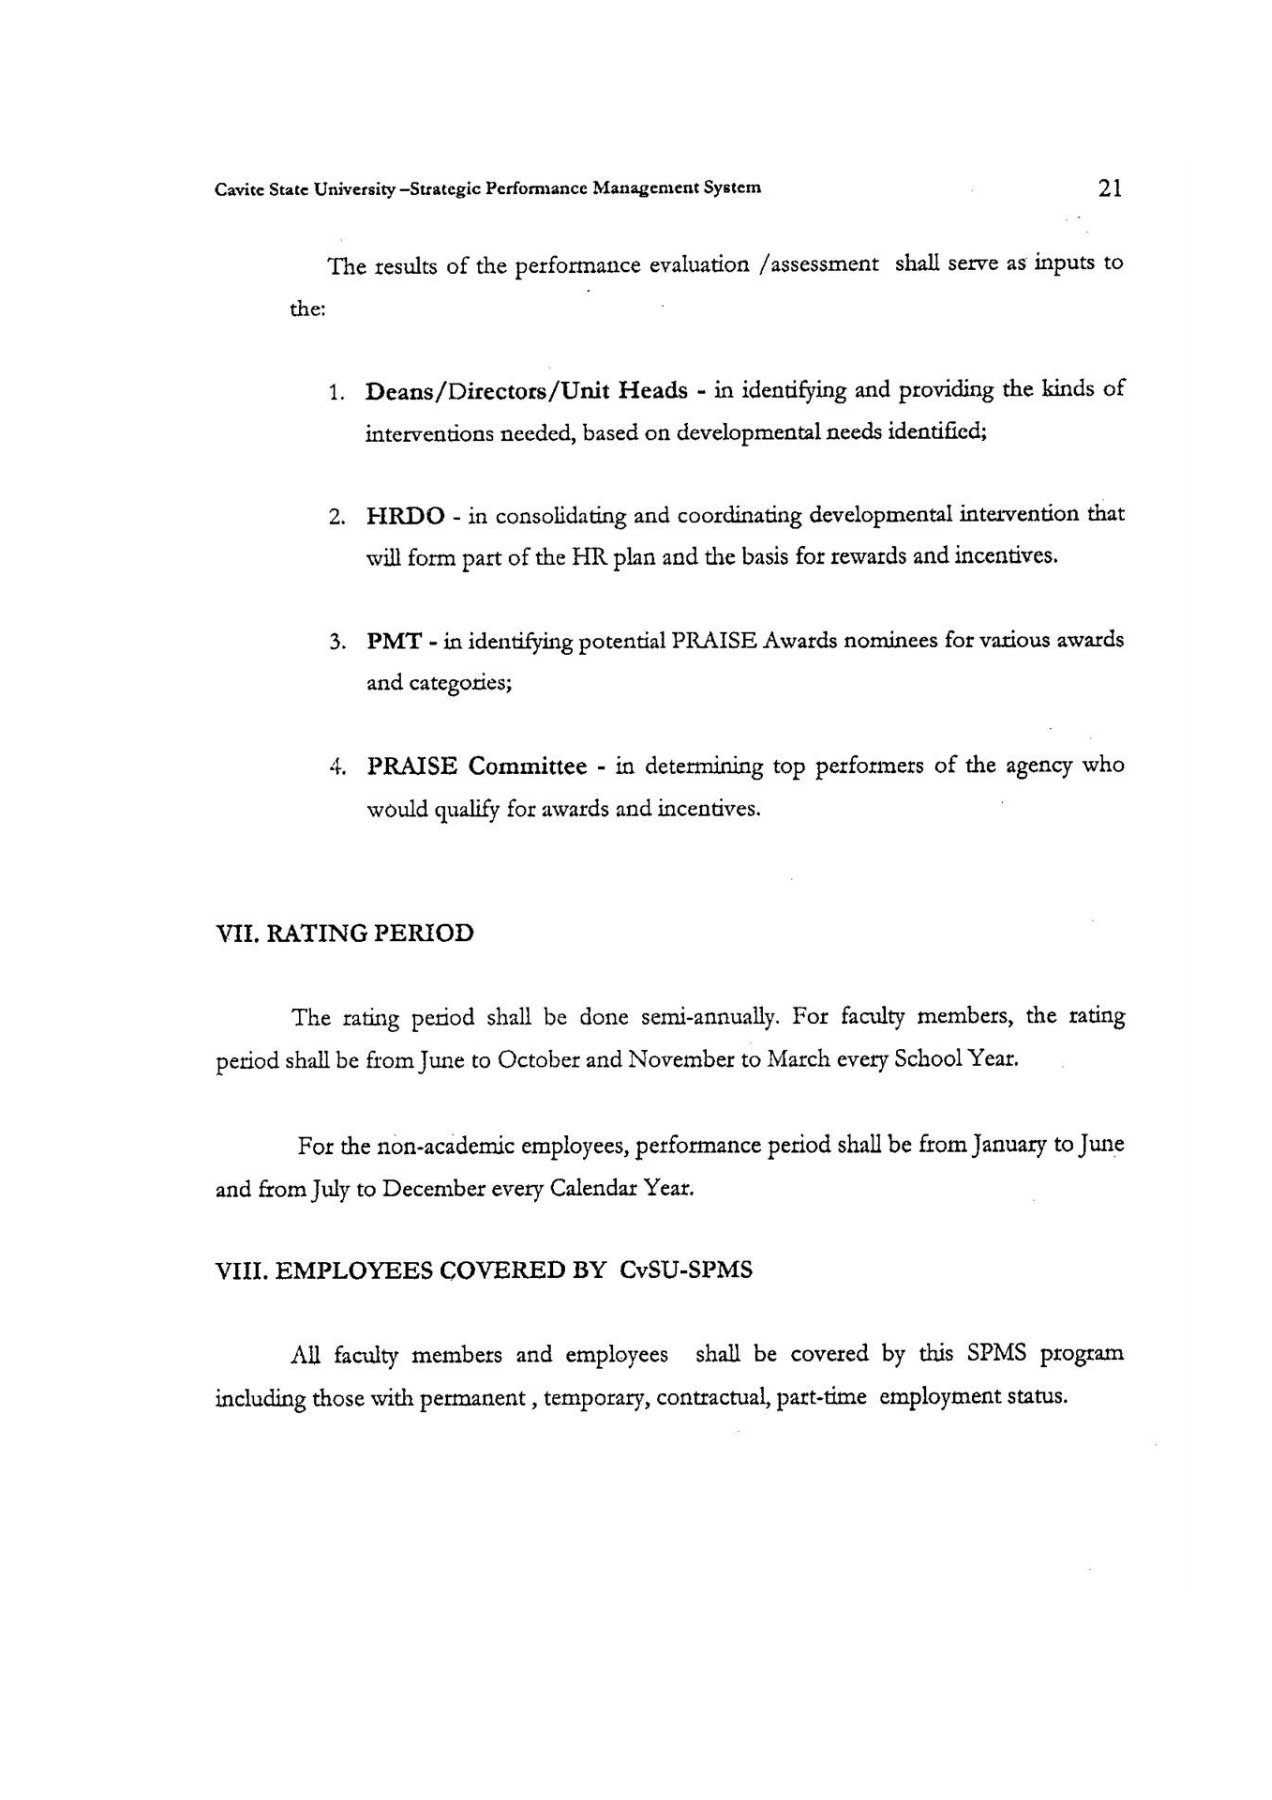 Cavite State University –Strategic Performance Management System 21
The results of the performance evaluation /assessment shall serve as inputs to
the:
1. Deans/Directors/Unit Heads - in identifying and providing the kinds of
interventions needed, based on developmental needs identified;
2. HRDO - in consolidating and coordinating developmental intervention that
will form part of the HR plan and the basis for rewards and incentives.
3. PMT - in identifying potential PRAISE Awards nominees for various awards
and categories;
4. PRAISE Committee - in determining top performers of the agency who
would qualify for awards and incentives.
VII. RATING PERIOD
The rating period shall be done semi-annually. For faculty members, the rating
period shall be from June to October and November to March every School Year.
For the non-academic employees, performance period shall be from January to June
and from July to December every Calendar Year.
VIII. EMPLOYEES COVERED BY CvSU-SPMS
All faculty members and employees shall be covered by this SPMS program
including those with permanent , temporary, contractual, part-time employment status.